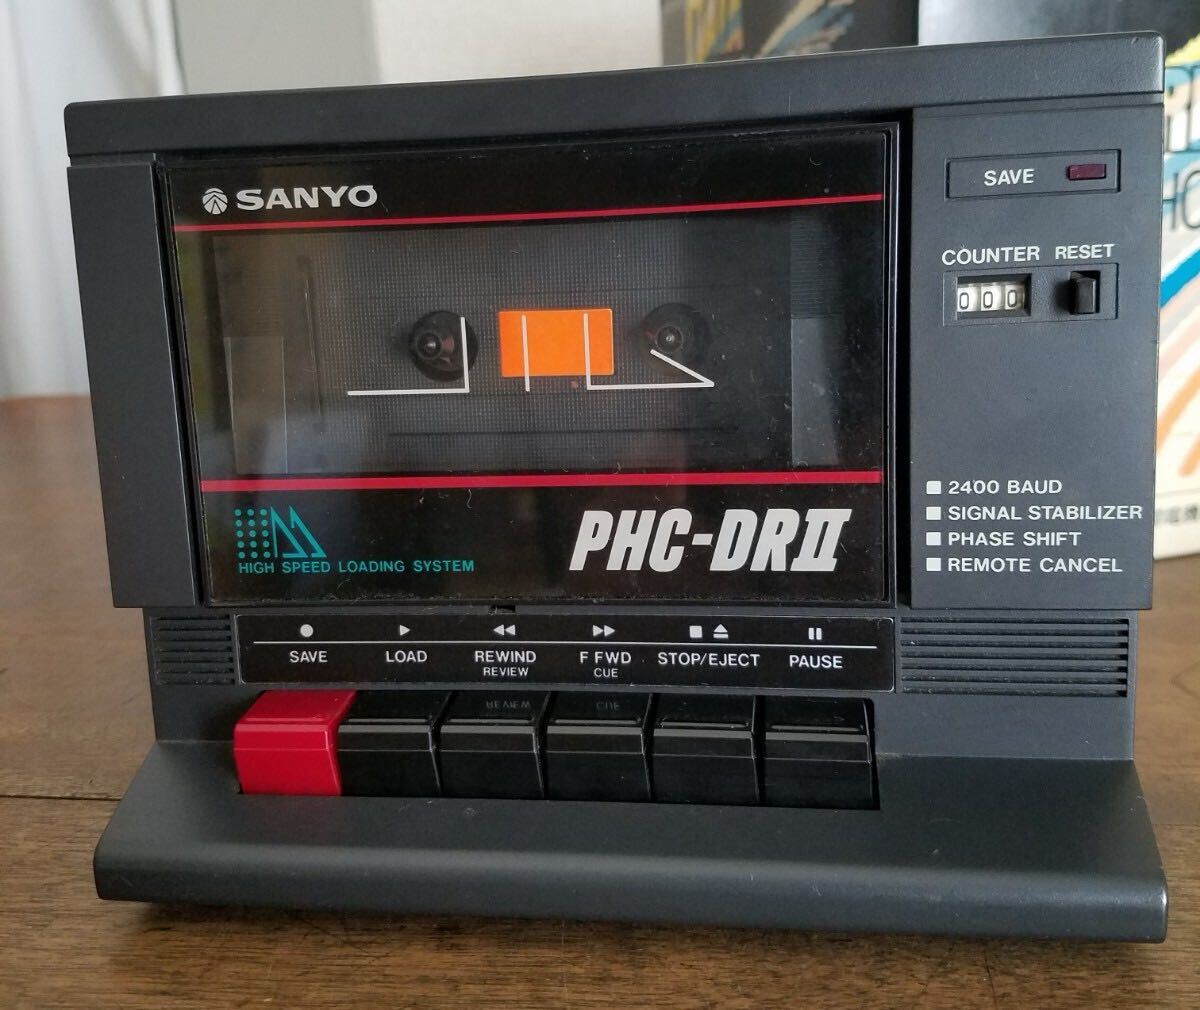 SANYO
SAVE
COUNTER RESET
000
2400 BAUD
SIGNAL STABILIZER
PHASE SHIFT
REMOTE CANCEL
HIGH SPEED LOADING SYSTEM
PHC-DRII
SAVE LOAD REWIND F FWD STOP/EJECT PAUSE
REVIEW CUE